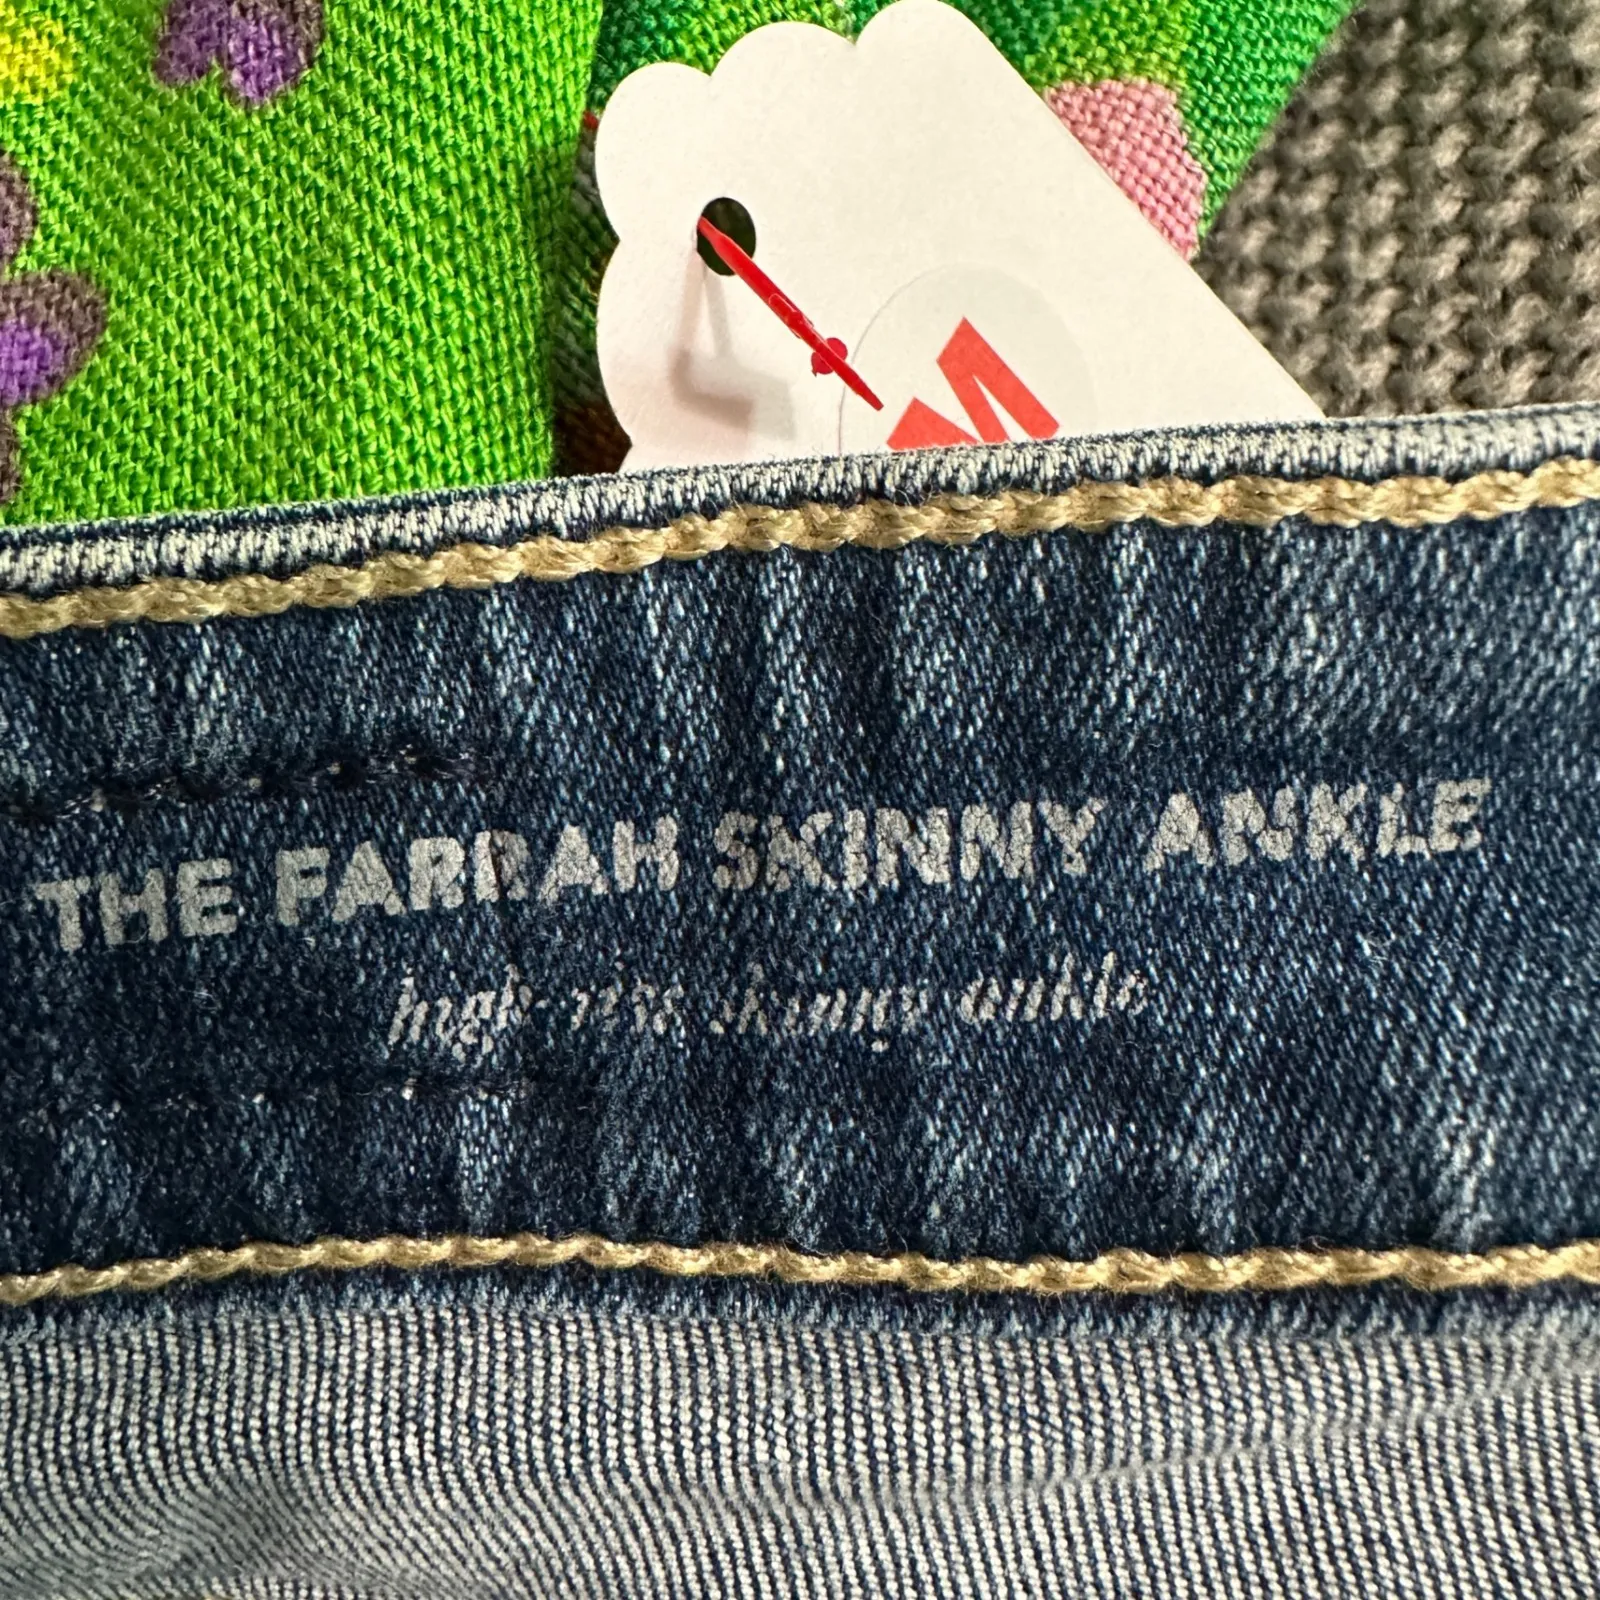 M
THE FARRAH SKINNY ANKLE
high-rise skinny ankle